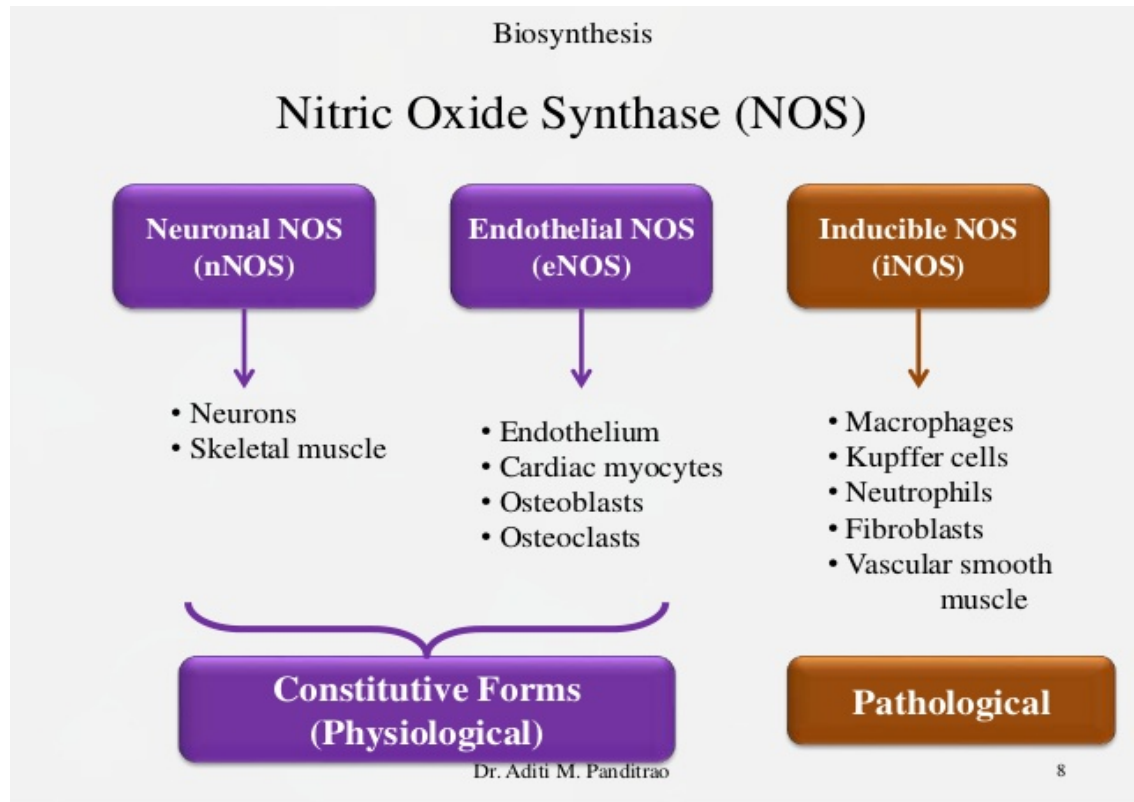 Biosynthesis
Nitric Oxide Synthase (NOS)
Neuronal NOS
(nNOS)
Endothelial NOS
(eNOS)
Inducible NOS
(iNOS)
• Neurons
• Skeletal muscle
• Endothelium
• Cardiac myocytes
• Osteoblasts
• Osteoclasts
• Macrophages
• Kupffer cells
• Neutrophils
• Fibroblasts
• Vascular smooth
muscle
Constitutive Forms
(Physiological)
Pathological
Dr. Aditi M. Panditrao
8